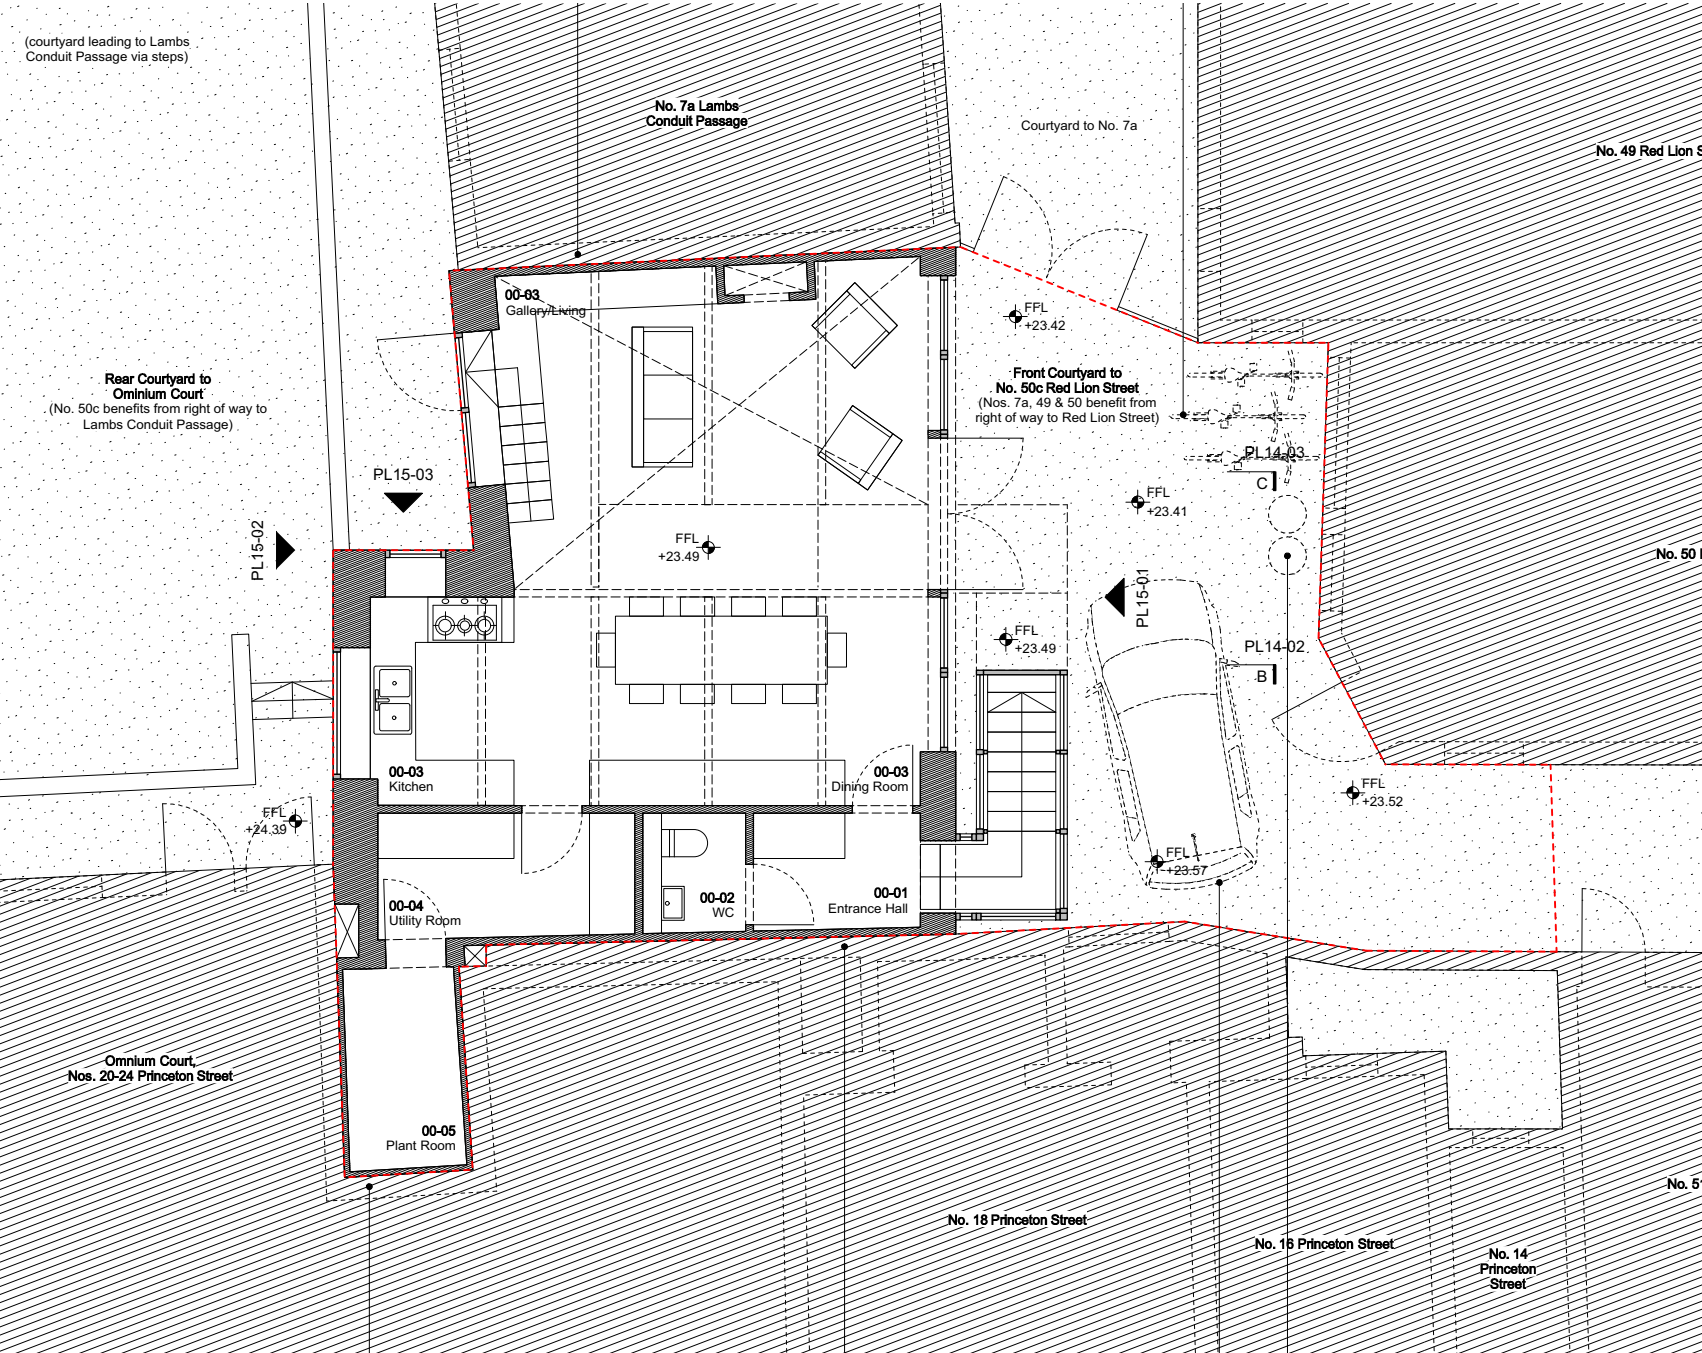 (courtyard leading to Lambs
Conduit Passage via steps)
No. 7a Lambs
Conduit Passage
Courtyard to No. 7a
No. 49 Red Lion S
00-03
Gallery/Living
FFL
+23.42
Rear Courtyard to
Ominium Court
(No. 50c benefits from right of way to
Lambs Conduit Passage)
Front Courtyard to
No. 50c Red Lion Street
(Nos. 7a, 49 & 50 benefit from
right of way to Red Lion Street)
PL15-03
PL14-03
C
PL15-02
FFL
+23.41
FFL
+23.49
No. 50
PL15-01
FFL
+23.49
PL14-02
B
00-03
Kitchen
00-03
Dining Room
FFL
+23.52
FFL
+24.39
FFL
+23.57
00-04
Utility Room
00-02
WC
00-01
Entrance Hall
Omnium Court,
Nos. 20-24 Princeton Street
00-05
Plant Room
No. 51
No. 18 Princeton Street
No. 16 Princeton Street
No. 14
Princeton
Street